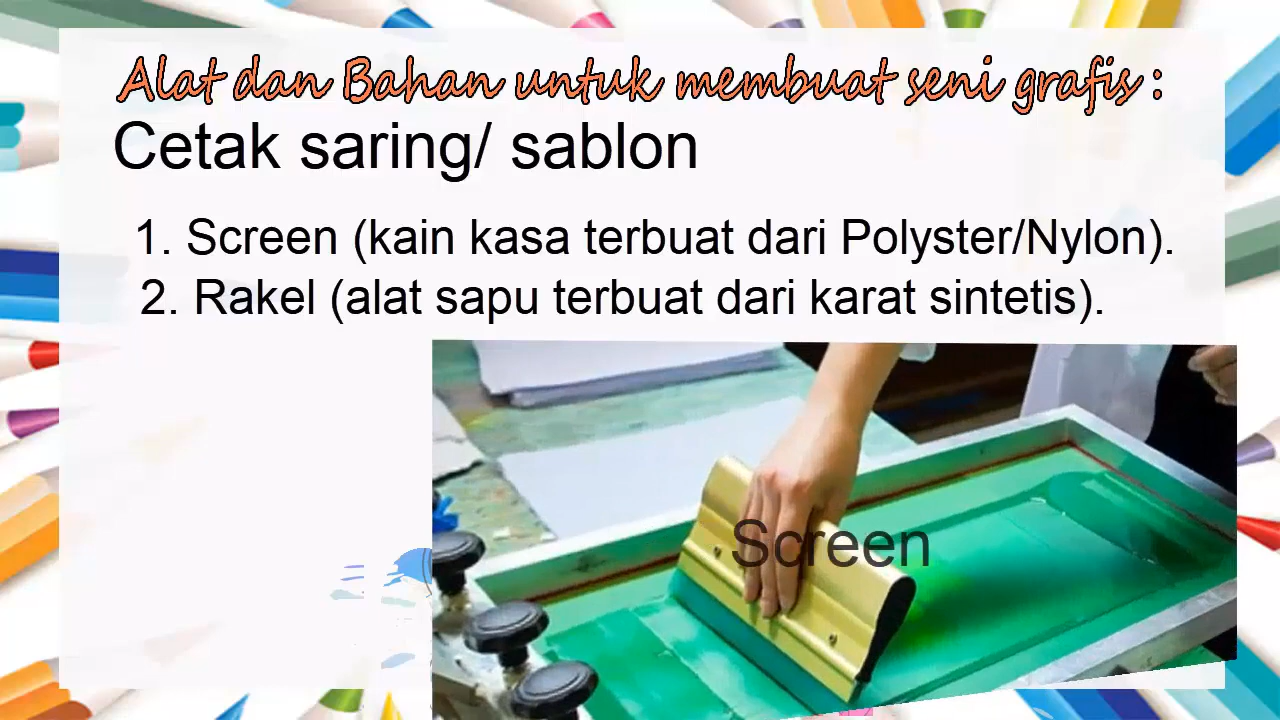 Alat dan Bahan untuk membuat seni grafis :
Cetak saring/ sablon
1. Screen (kain kasa terbuat dari Polyster/Nylon).
2. Rakel (alat sapu terbuat dari karat sintetis).
Screen